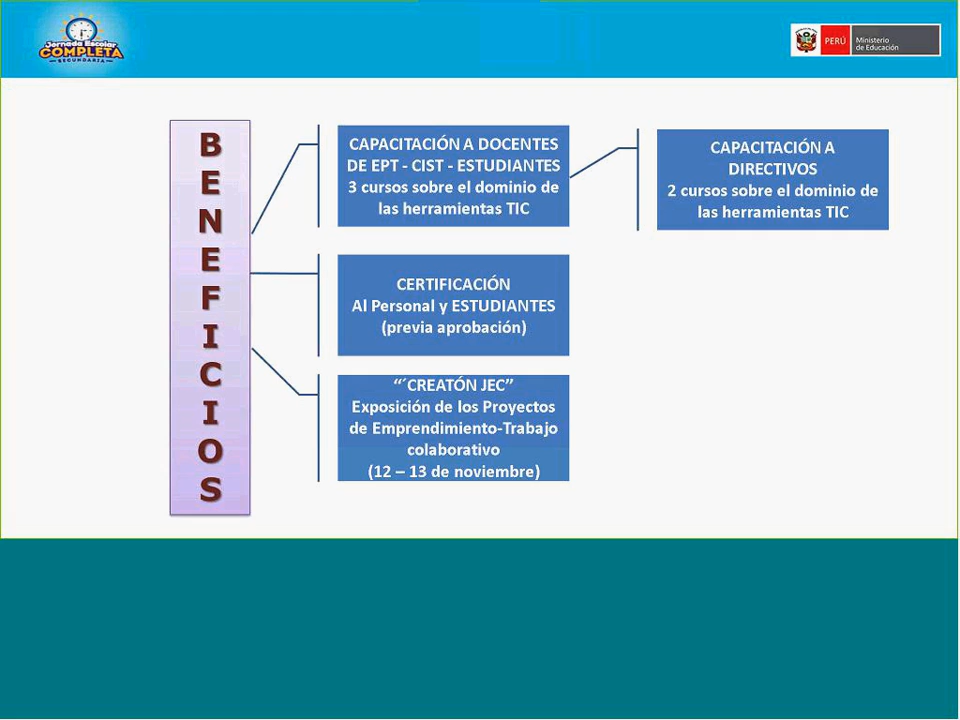 Jornada Escolar
COMPLETA
SECUNDARIA
PERÚ
Ministerio
de Educación
B
E
N
E
F
I
C
I
O
S
CAPACITACIÓN A DOCENTES
DE EPT - CIST - ESTUDIANTES
3 cursos sobre el dominio de
las herramientas TIC
CAPACITACIÓN A
DIRECTIVOS
2 cursos sobre el dominio de
las herramientas TIC
CERTIFICACIÓN
Al Personal y ESTUDIANTES
(previa aprobación)
“´CREATÓN JEC”
Exposición de los Proyectos
de Emprendimiento-Trabajo
colaborativo
(12 – 13 de noviembre)